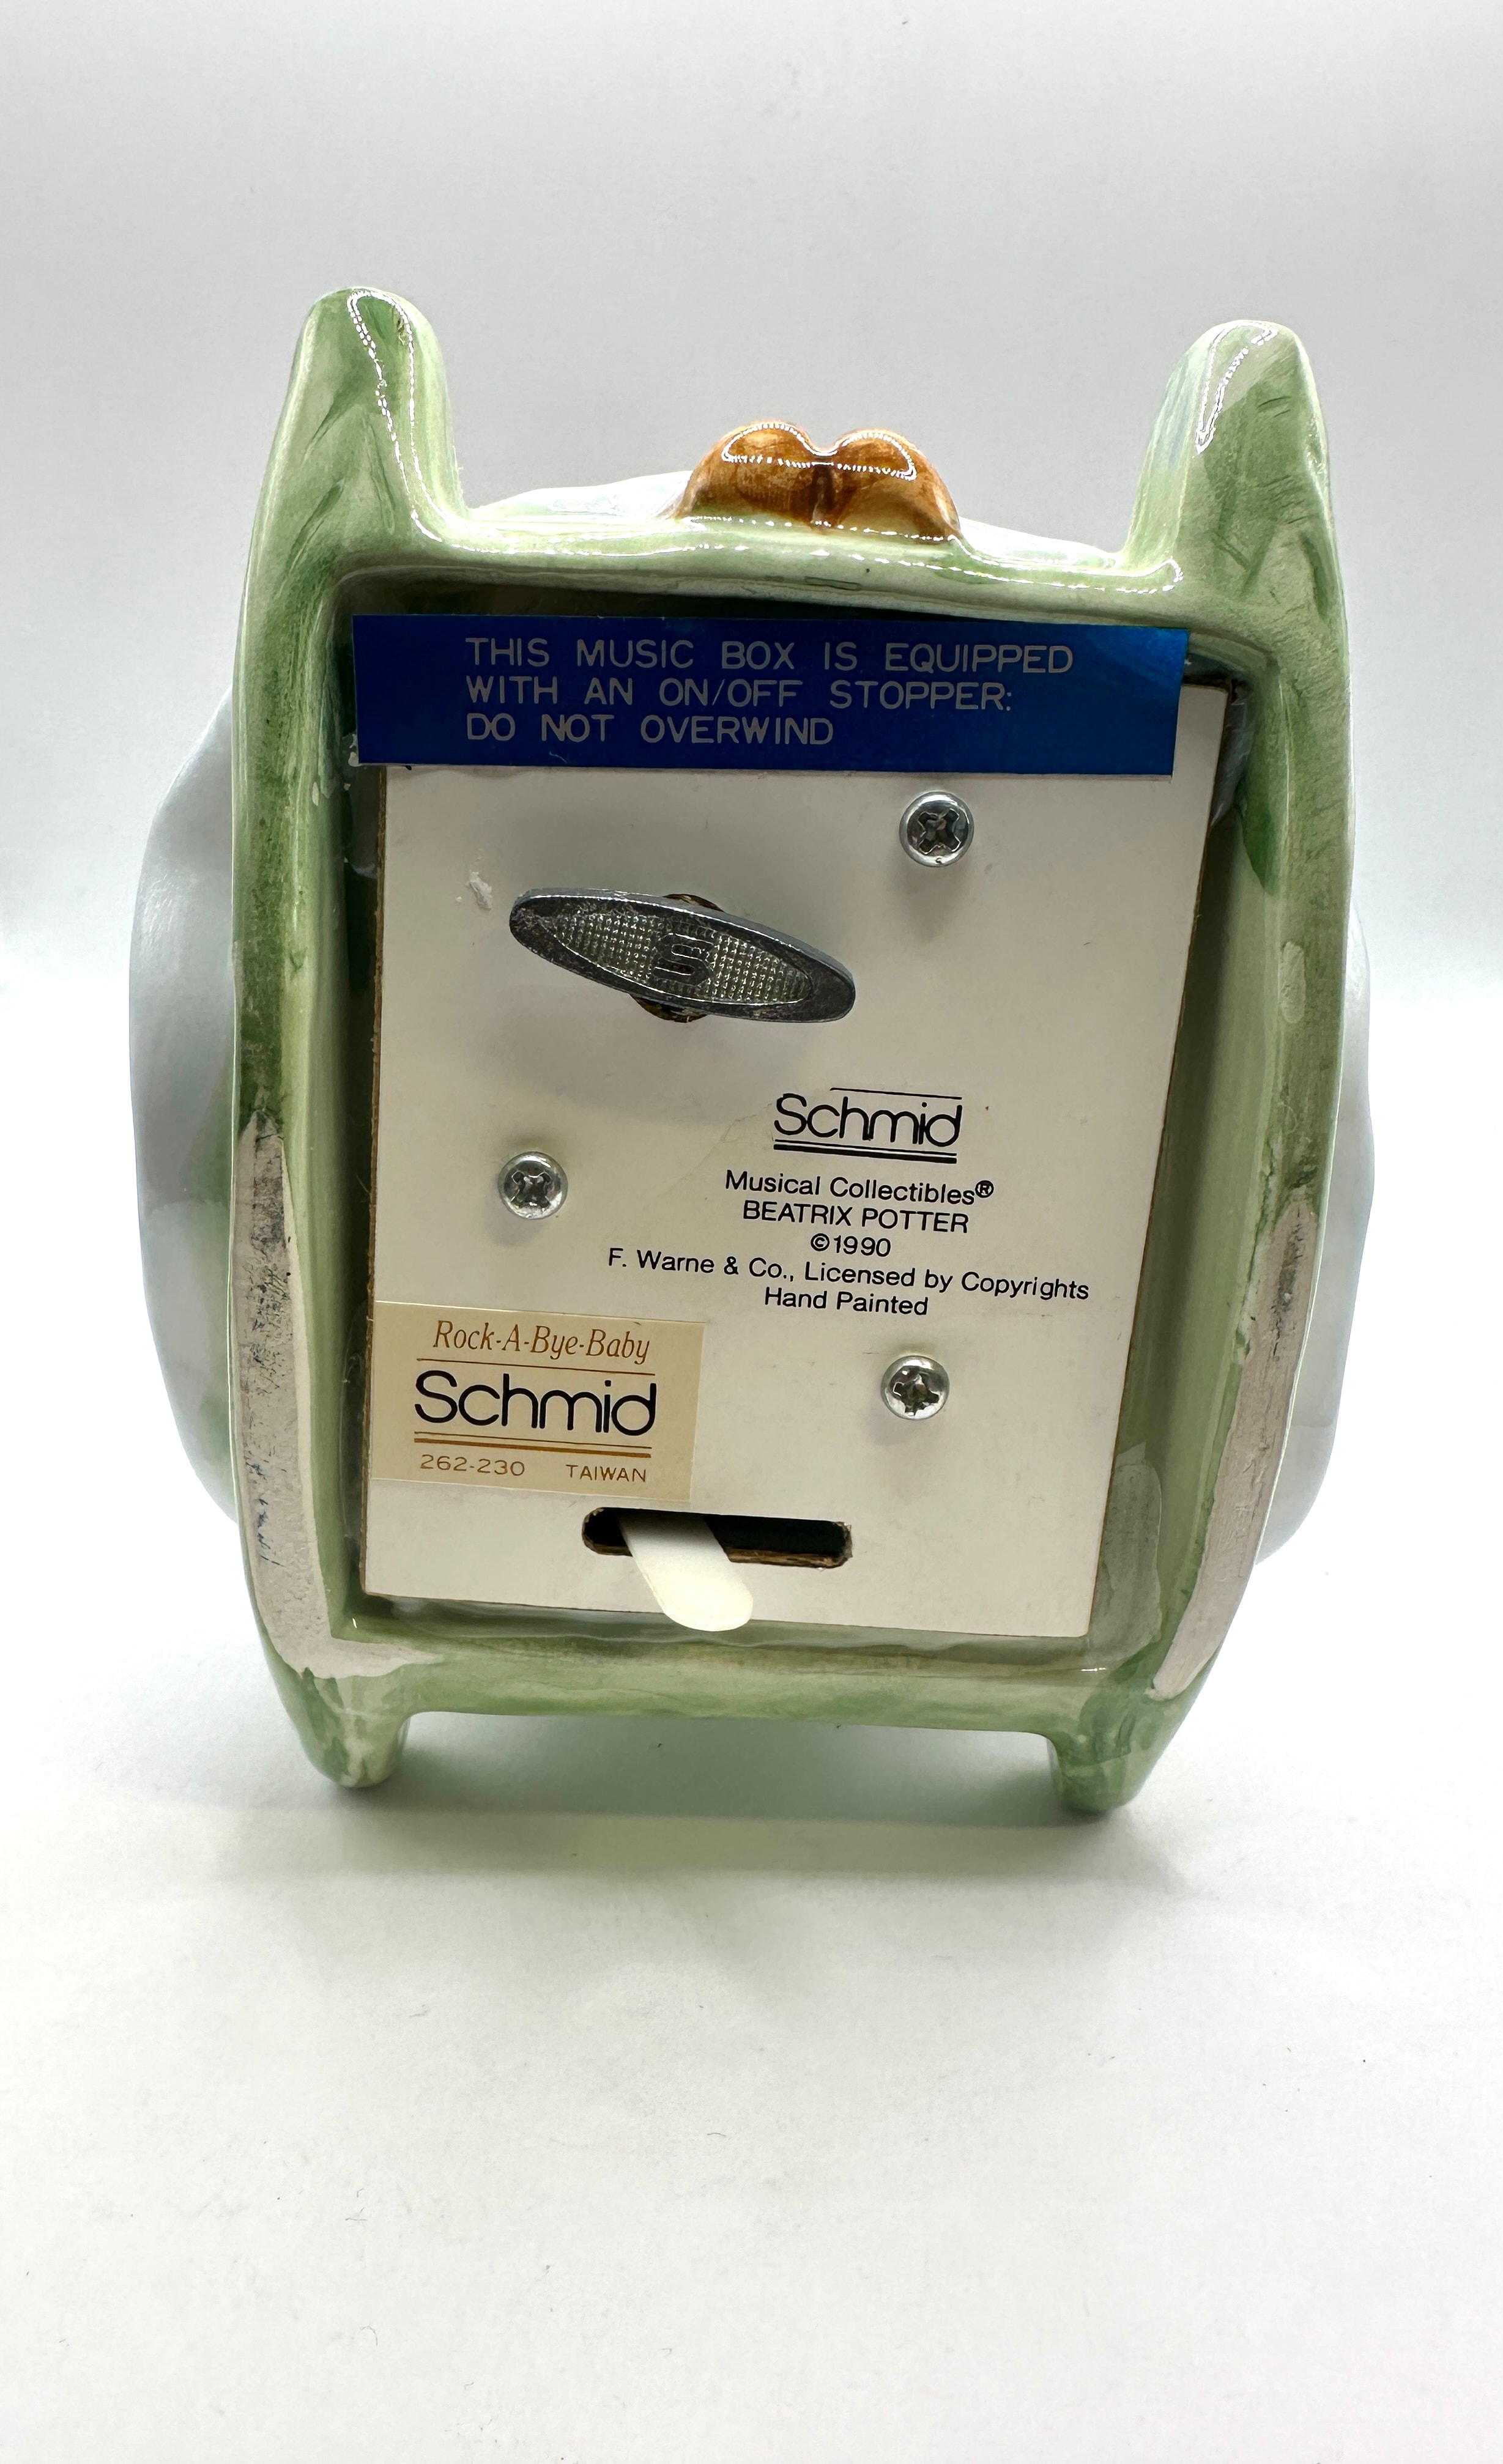 THIS MUSIC BOX IS EQUIPPED
WITH AN ON/OFF STOPPER:
DO NOT OVERWIND
S
Schmid
Musical Collectibles®
BEATRIX POTTER
©1990
F. Warne & Co., Licensed by Copyrights
Hand Painted
Rock-A-Bye-Baby
Schmid
262-230 TAIWAN